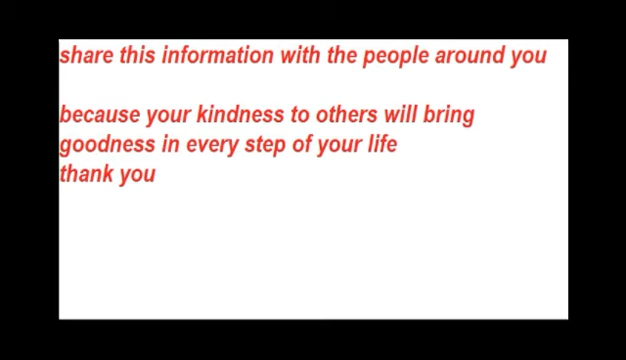 share this information with the people around you
because your kindness to others will bring
goodness in every step of your life
thank you